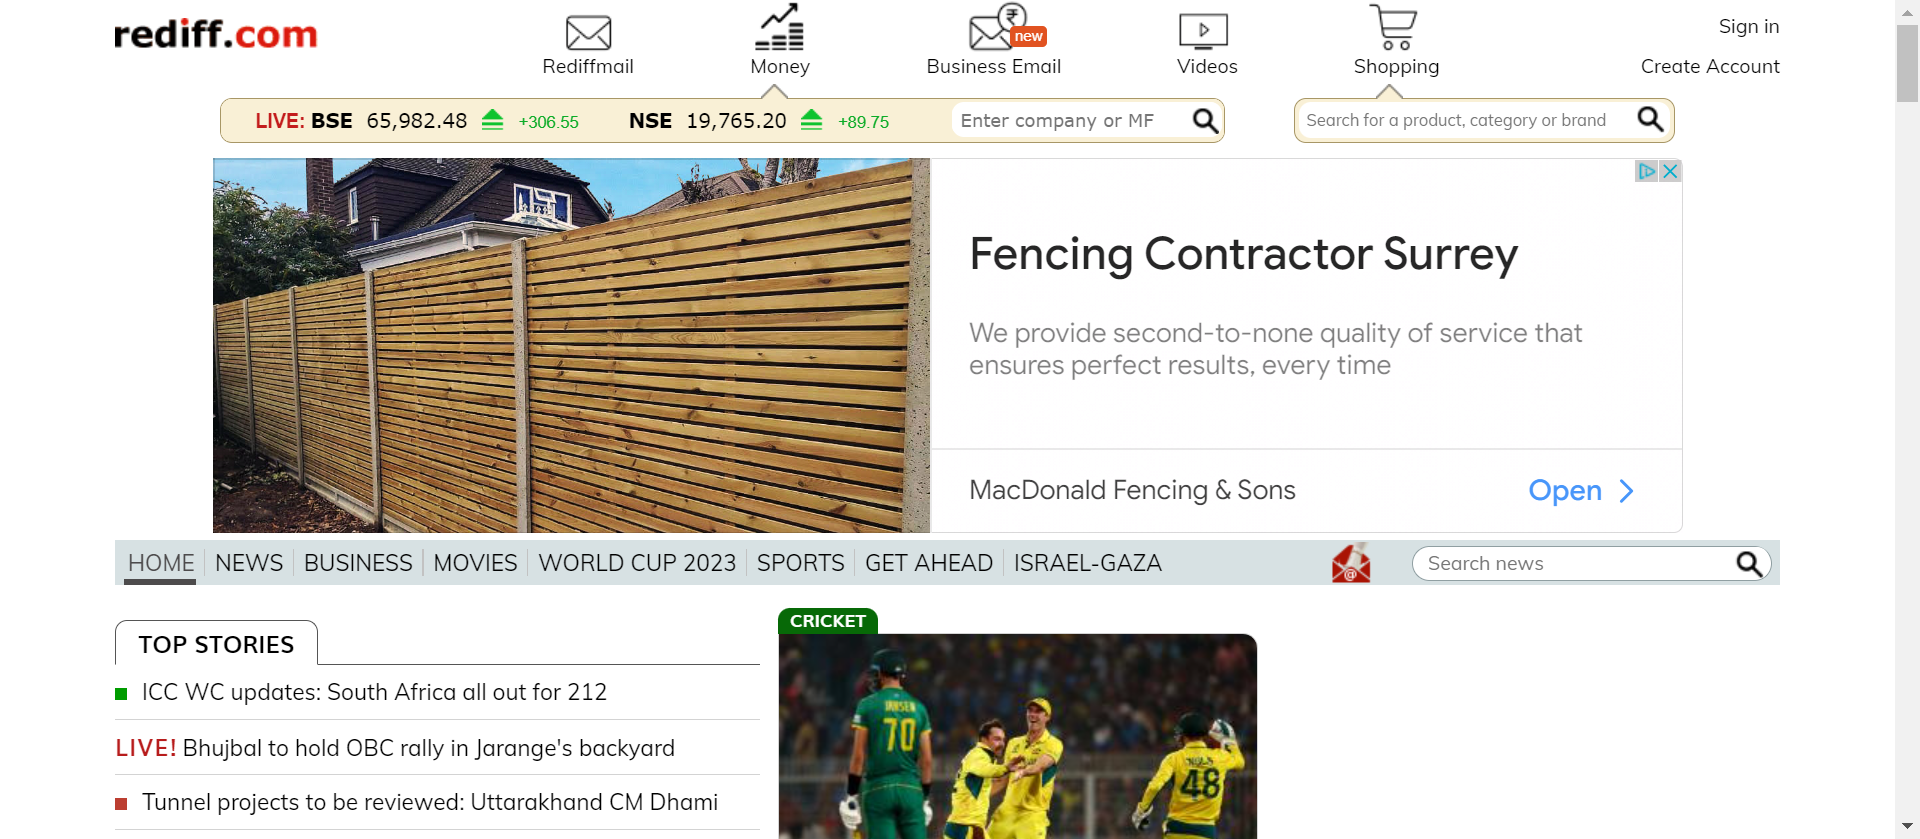 rediff.com
Rediffmail
Money
new
Business Email
Videos
Shopping
Sign in
Create Account
LIVE: BSE 65,982.48 +306.55 NSE 19,765.20 +89.75
Enter company or MF
Search for a product, category or brand
Fencing Contractor Surrey
We provide second-to-none quality of service that
ensures perfect results, every time
MacDonald Fencing & Sons
Open
HOME NEWS BUSINESS MOVIES WORLD CUP 2023 SPORTS GET AHEAD ISRAEL-GAZA
Search news
TOP STORIES
ICC WC updates: South Africa all out for 212
LIVE! Bhujbal to hold OBC rally in Jarange's backyard
Tunnel projects to be reviewed: Uttarakhand CM Dhami
CRICKET
JANSEN
70
48